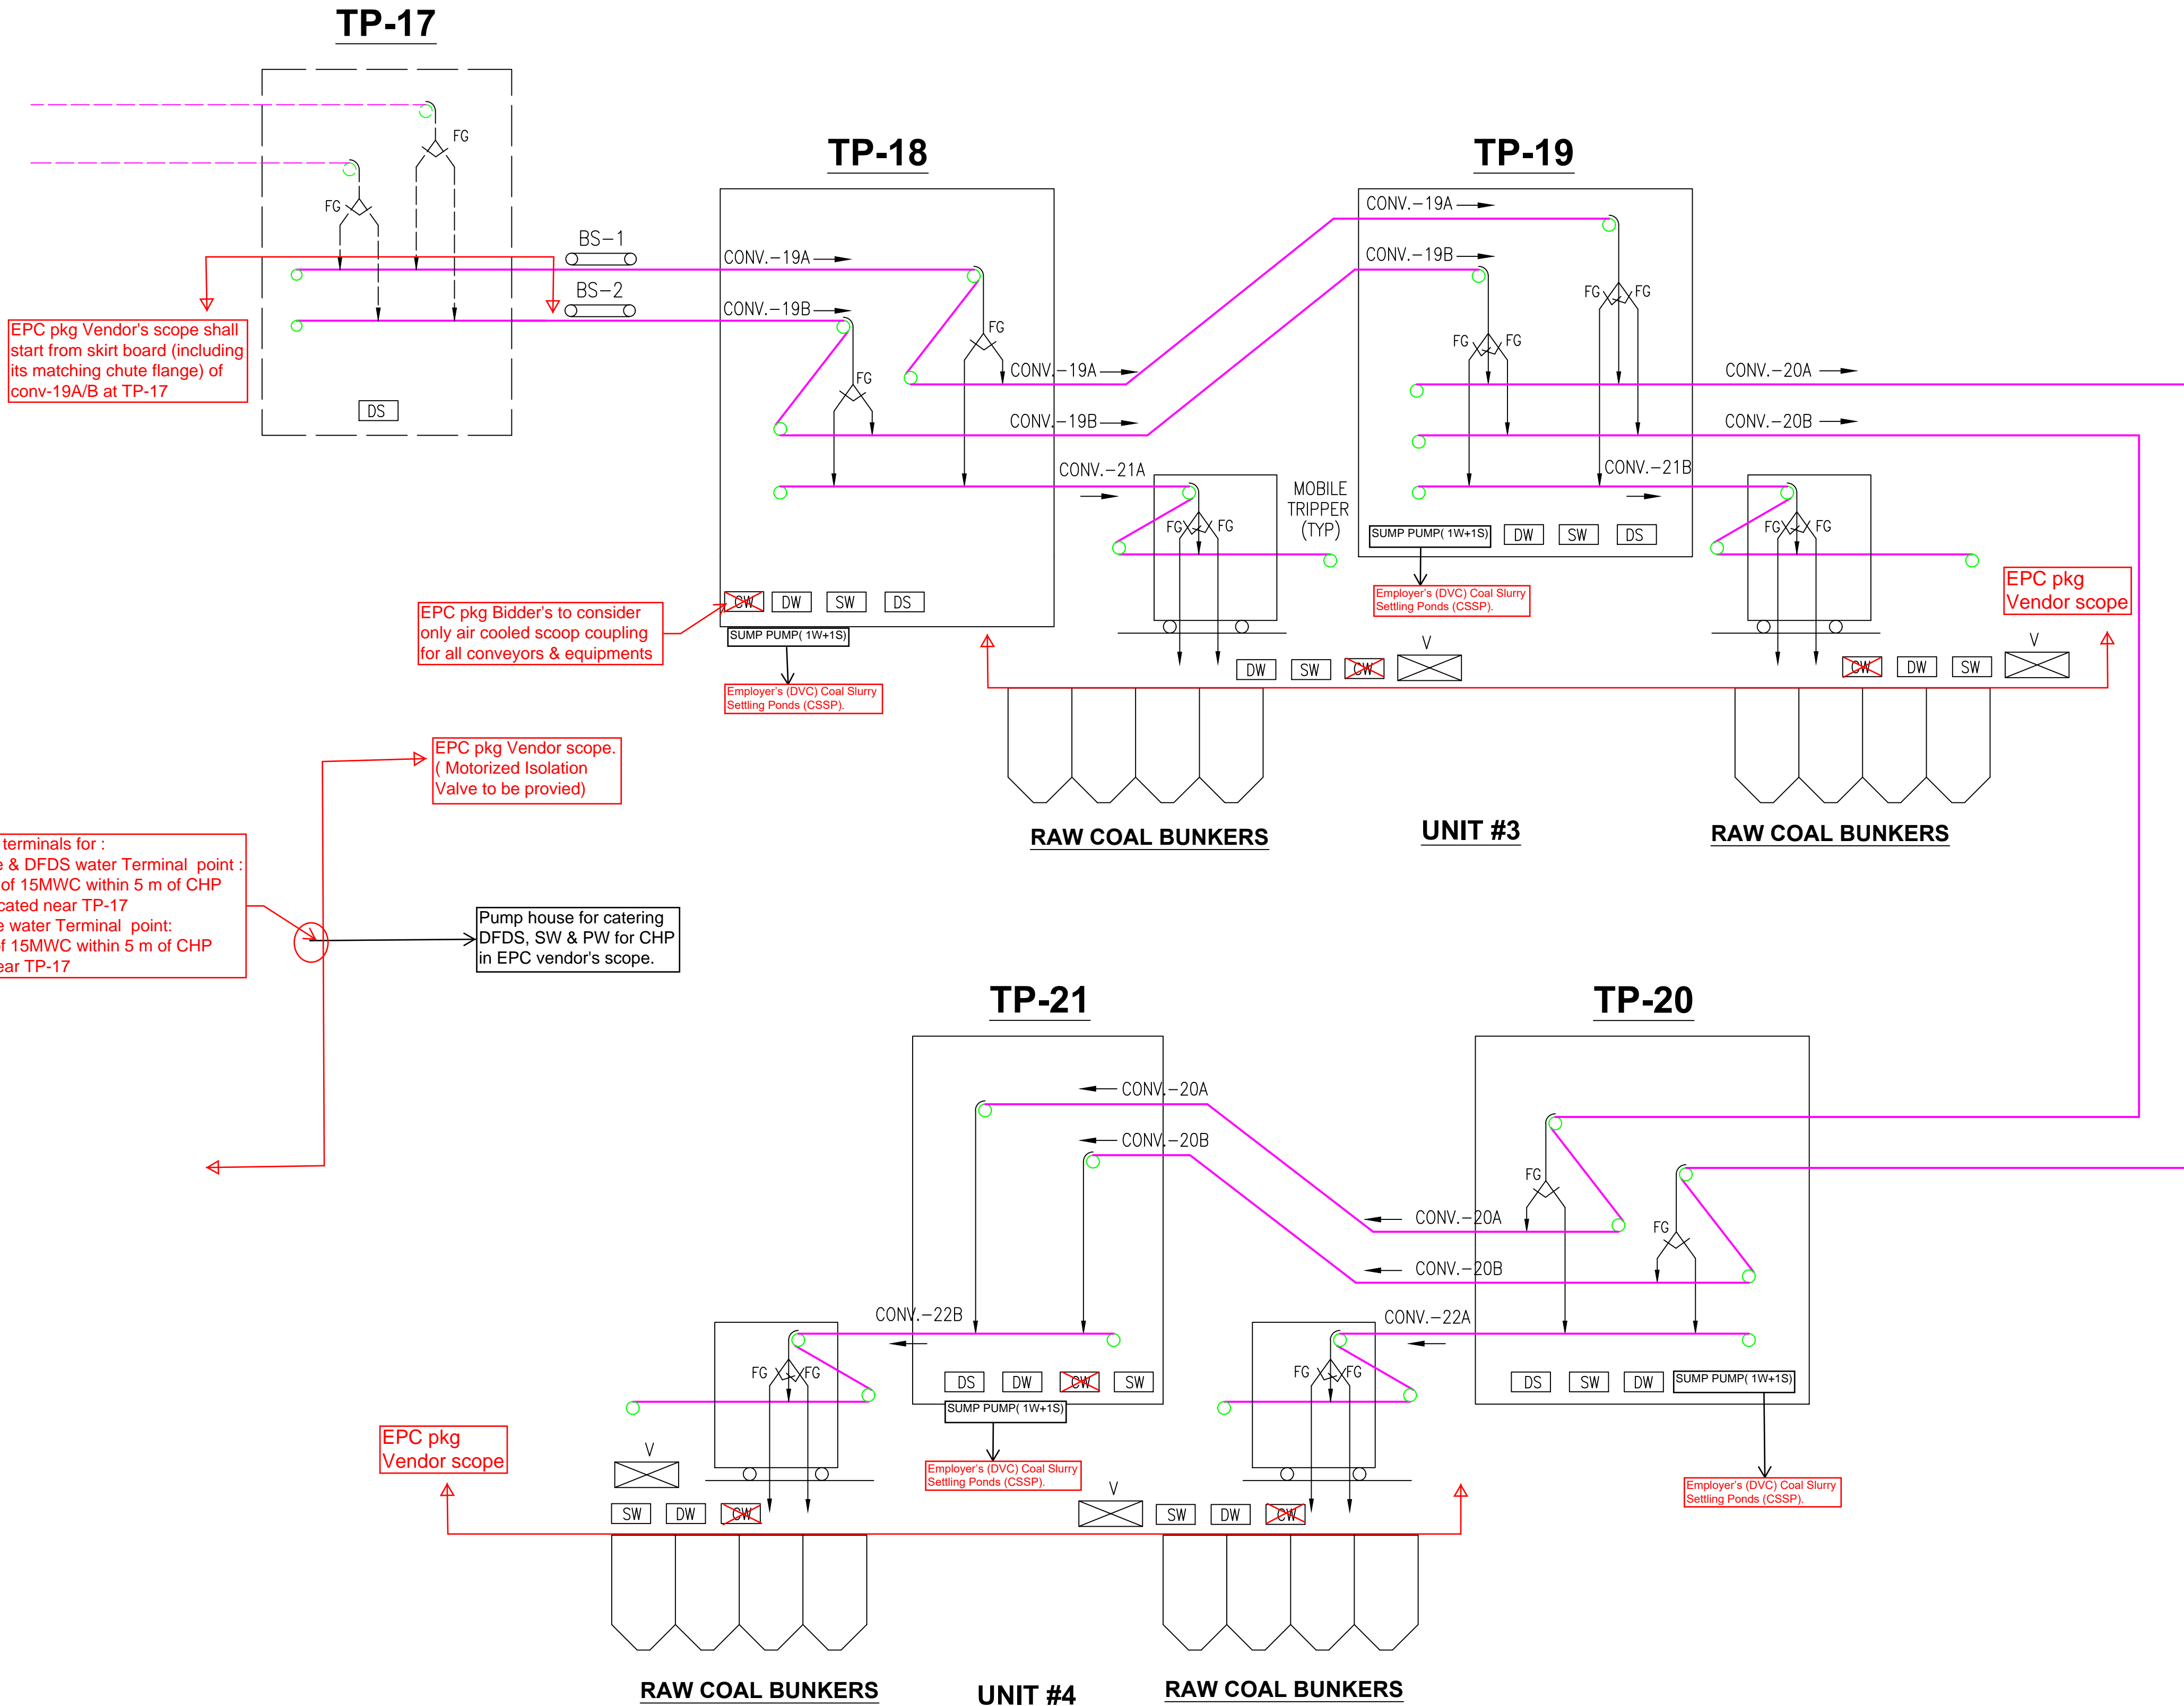 TP-17
FG
FG
BS-1
BS-2
EPC pkg Vendor's scope shall
start from skirt board (including
its matching chute flange) of
conv-19A/B at TP-17
DS
TP-18
CONV.-19A
CONV.-19B
FG
FG
CONV.-19A
CONV.-19B
CONV.-21A
CW
DW
SW
DS
SUMP PUMP( 1W+1S)
EPC pkg Bidder's to consider
only air cooled scoop coupling
for all conveyors & equipments
Employer's (DVC) Coal Slurry
Settling Ponds (CSSP).
FG
FG
MOBILE
TRIPPER
(TYP)
TP-19
CONV.-19A
CONV.-19B
FG
FG
FG
FG
CONV.-20A
CONV.-20B
CONV.-21B
SUMP PUMP( 1W+1S)
DW
SW
DS
Employer's (DVC) Coal Slurry
Settling Ponds (CSSP).
FG
FG
EPC pkg
Vendor scope
DW
SW
CW
V
CW
DW
SW
V
RAW COAL BUNKERS
UNIT #3
RAW COAL BUNKERS
EPC pkg Vendor scope.
( Motorized Isolation
Valve to be provied)
terminals for :
e & DFDS water Terminal point :
of 15MWC within 5 m of CHP
cated near TP-17
e water Terminal point:
f 15MWC within 5 m of CHP
ear TP-17
Pump house for catering
DFDS, SW & PW for CHP
in EPC vendor's scope.
TP-21
CONV.-20A
CONV.-20B
CONV.-22B
DS
DW
CW
SW
SUMP PUMP( 1W+1S)
Employer's (DVC) Coal Slurry
Settling Ponds (CSSP).
TP-20
FG
FG
CONV.-20A
CONV.-20B
CONV.-22A
DS
SW
DW
SUMP PUMP( 1W+1S)
Employer's (DVC) Coal Slurry
Settling Ponds (CSSP).
FG
FG
FG
FG
EPC pkg
Vendor scope
V
SW
DW
CW
V
SW
DW
CW
RAW COAL BUNKERS
UNIT #4
RAW COAL BUNKERS